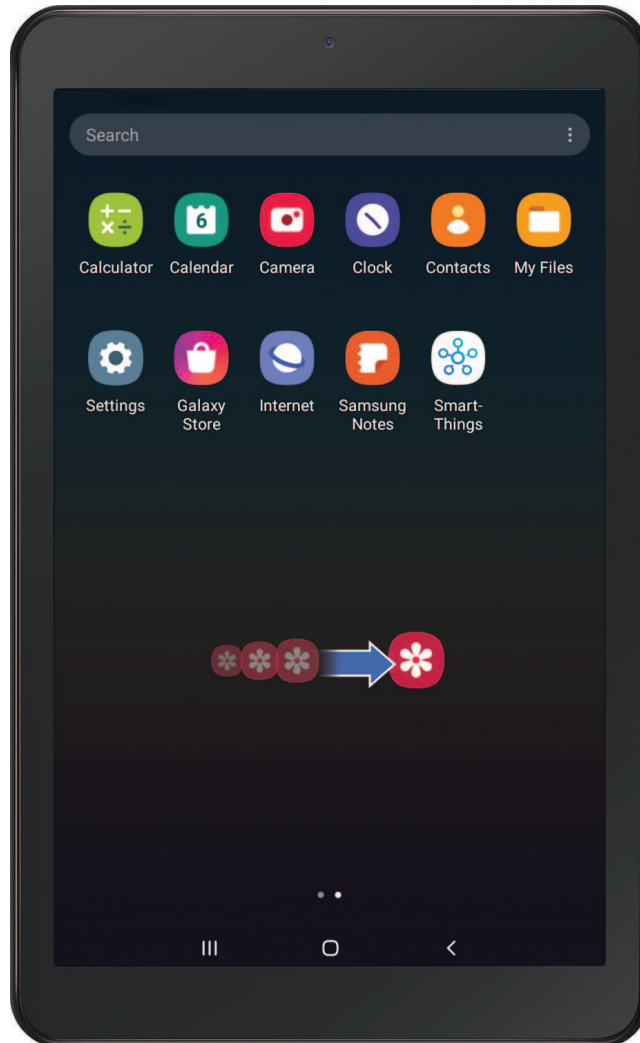 Search
6
Calculator Calendar Camera Clock Contacts My Files
Settings Galaxy Store Internet Samsung Notes Smart-Things